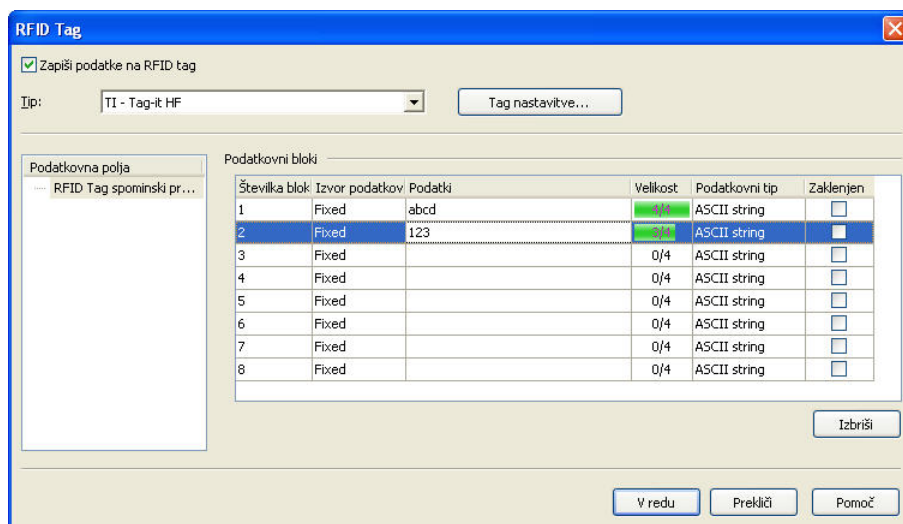 RFID Tag
Zapiši podatke na RFID tag
Tip: TI - Tag-it HF Tag nastavitve...
Podatkovna polja
RFID Tag spominski pr...
Podatkovni bloki
Številka blok Izvor podatkov Podatki Velikost Podatkovni tip Zaklenjen
1 Fixed abcd 4/4 ASCII string
2 Fixed 123 3/4 ASCII string
3 Fixed 0/4 ASCII string
4 Fixed 0/4 ASCII string
5 Fixed 0/4 ASCII string
6 Fixed 0/4 ASCII string
7 Fixed 0/4 ASCII string
8 Fixed 0/4 ASCII string
Izbriši
V redu Prekliči Pomoč